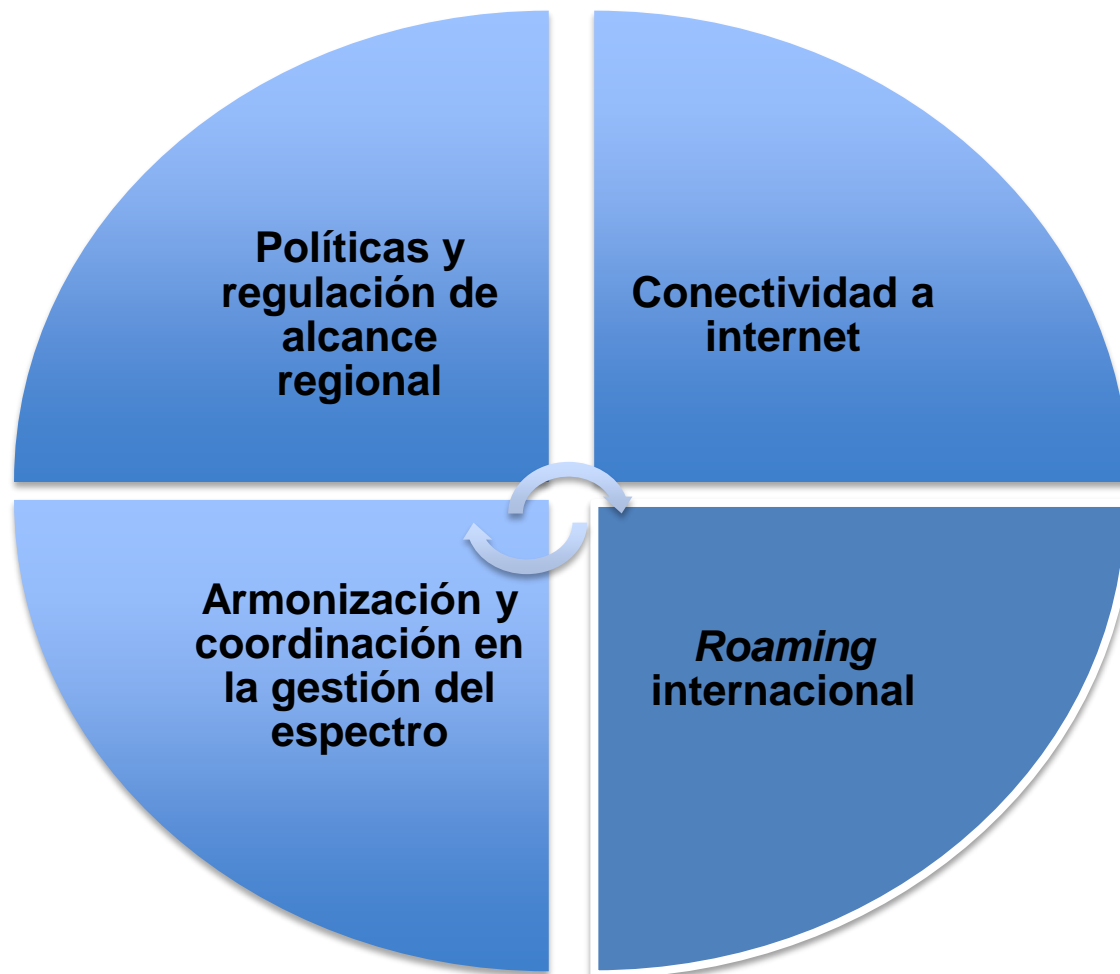 Políticas y
regulación de
alcance
regional
Conectividad a
internet
Armonización y
coordinación en
la gestión del
espectro
Roaming
internacional